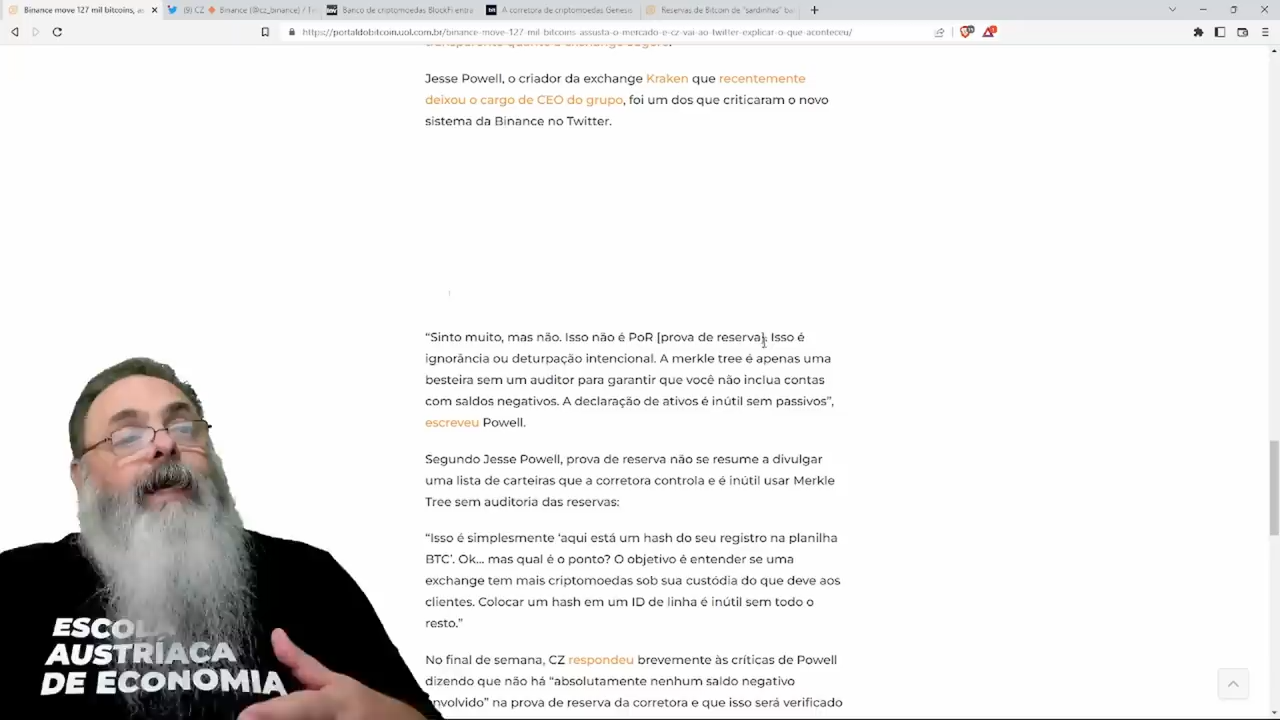 Binance move 127 mil bitcoins, as
(9) CZ 🔶 Binance (@cz_binance) / T
Banco de criptomoedas BlockFi entra
A corretora de criptomoedas Genesis
Reservas de Bitcoin de "sardinhas" ba
https://portaldobitcoin.uol.com.br/binance-move-127-mil-bitcoins-assusta-o-mercado-e-cz-vai-ao-twitter-explicar-o-que-aconteceu/
transparente quanto a exchange sugere.
Jesse Powell, o criador da exchange Kraken que recentemente
deixou o cargo de CEO do grupo, foi um dos que criticaram o novo
sistema da Binance no Twitter.
“Sinto muito, mas não. Isso não é PoR [prova de reserva]. Isso é
ignorância ou deturpação intencional. A merkle tree é apenas uma
besteira sem um auditor para garantir que você não inclua contas
com saldos negativos. A declaração de ativos é inútil sem passivos”,
escreveu Powell.
Segundo Jesse Powell, prova de reserva não se resume a divulgar
uma lista de carteiras que a corretora controla e é inútil usar Merkle
Tree sem auditoria das reservas:
“Isso é simplesmente ‘aqui está um hash do seu registro na planilha
BTC’. Ok… mas qual é o ponto? O objetivo é entender se uma
exchange tem mais criptomoedas sob sua custódia do que deve aos
clientes. Colocar um hash em um ID de linha é inútil sem todo o
resto.”
No final de semana, CZ respondeu brevemente às críticas de Powell
dizendo que não há “absolutamente nenhum saldo negativo
envolvido” na prova de reserva da corretora e que isso será verificado
ESCOLA
AUSTRÍACA
DE ECONOMIA